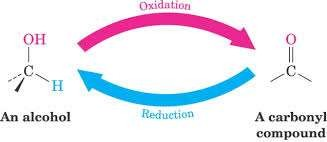 Oxidation
OH
C
H
O
C
Reduction
An alcohol
A carbonyl
compound